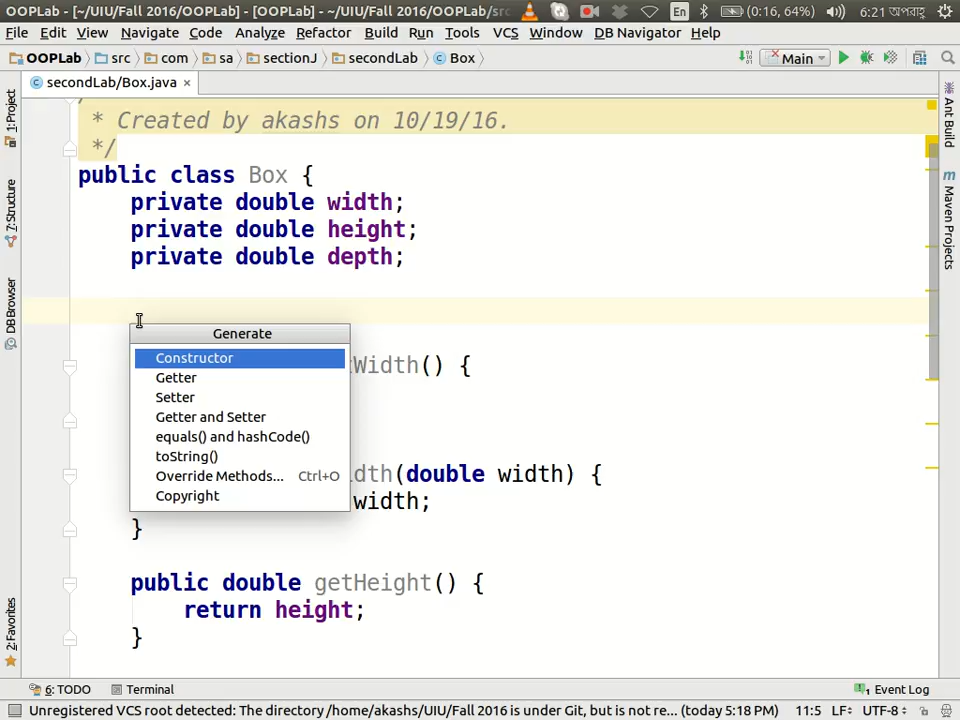 OOPLab - [~/UIU/Fall 2016/OOPLab] - [OOPLab] - ~/UIU/Fall 2016/OOPLab/src
En (0:16, 64%) 6:21 অপরাহ্ণ
File Edit View Navigate Code Analyze Refactor Build Run Tools VCS Window DB Navigator Help
OOPLab src com sa sectionJ secondLab Box Main
secondLab/Box.java
1: Project
7: Structure
DB Browser
2: Favorites
Ant Build
Maven Projects
* Created by akashs on 10/19/16.
*/
public class Box {
private double width;
private double height;
private double depth;
Generate
Constructor
Getter
Setter
Getter and Setter
equals() and hashCode()
toString()
Override Methods... Ctrl+O
Copyright
tWidth() {
idth(double width) {
width;
}
public double getHeight() {
return height;
}
6: TODO Terminal 1 Event Log
Unregistered VCS root detected: The directory /home/akashs/UIU/Fall 2016 is under Git, but is not re... (today 5:18 PM) 11:5 LF UTF-8